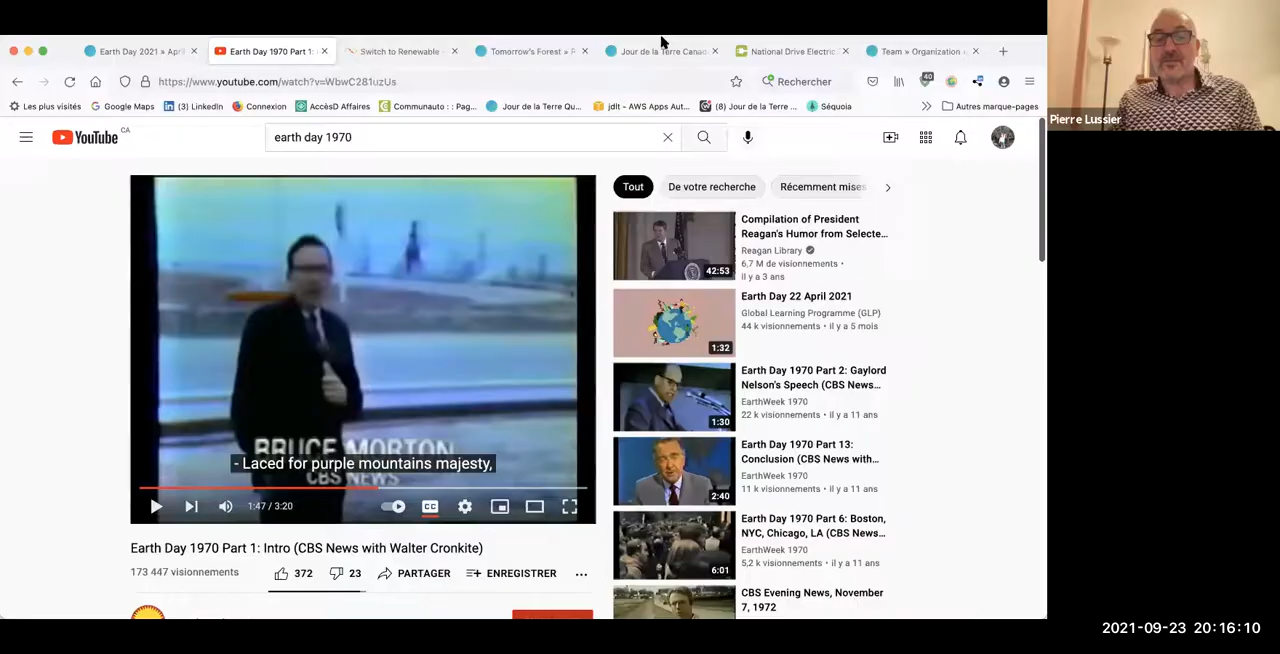 Earth Day 2021 » April
Earth Day 1970 Part 1:
Switch to Renewable
Tomorrow's Forest »
Jour de la Terre Cana
National Drive Electric
Team » Organization
https://www.youtube.com/watch?v=WbwC281uzUs
Rechercher
40
Les plus visités
Google Maps
(3) LinkedIn
Connexion
AccèsD Affaires
Communauto : : Pag...
Jour de la Terre Qu...
jdlt - AWS Apps Aut...
(8) Jour de la Terre ...
Séquoia
Autres marque-pages
YouTube CA
earth day 1970
Pierre Lussier
Tout
De votre recherche
Récemment mises
BRUCE MORTON
- Laced for purple mountains majesty,
CBS NEWS
1:47 / 3:20
CC
Earth Day 1970 Part 1: Intro (CBS News with Walter Cronkite)
173 447 visionnements
372
23
PARTAGER
ENREGISTRER
...
42:53
Compilation of President
Reagan's Humor from Selecte...
Reagan Library
6,7 M de visionnements •
il y a 3 ans
1:32
Earth Day 22 April 2021
Global Learning Programme (GLP)
44 k visionnements • il y a 5 mois
1:30
Earth Day 1970 Part 2: Gaylord
Nelson's Speech (CBS News...
EarthWeek 1970
22 k visionnements • il y a 11 ans
2:40
Earth Day 1970 Part 13:
Conclusion (CBS News with...
EarthWeek 1970
11 k visionnements • il y a 11 ans
6:01
Earth Day 1970 Part 6: Boston,
NYC, Chicago, LA (CBS News...
EarthWeek 1970
5,2 k visionnements • il y a 11 ans
CBS Evening News, November
7, 1972
2021-09-23 20:16:10